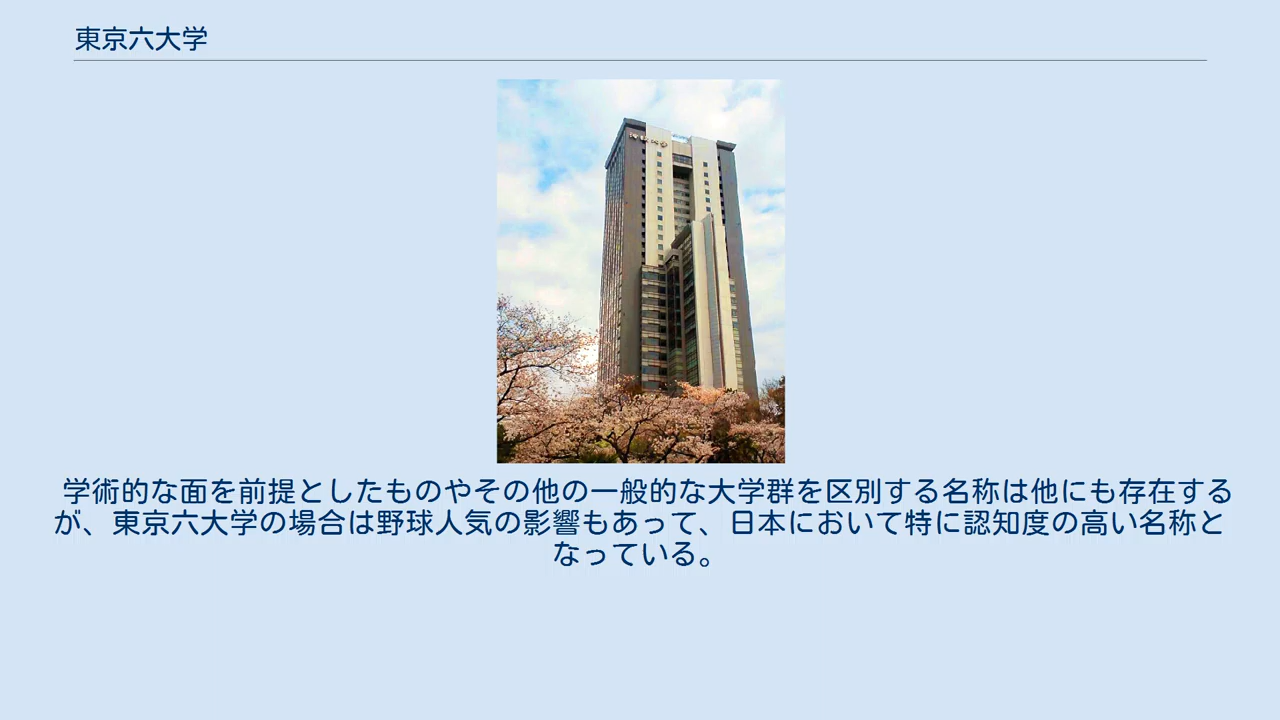 東京六大学
学術的な面を前提としたものやその他の一般的な大学群を区別する名称は他にも存在する
が、東京六大学の場合は野球人気の影響もあって、日本において特に認知度の高い名称と
なっている。